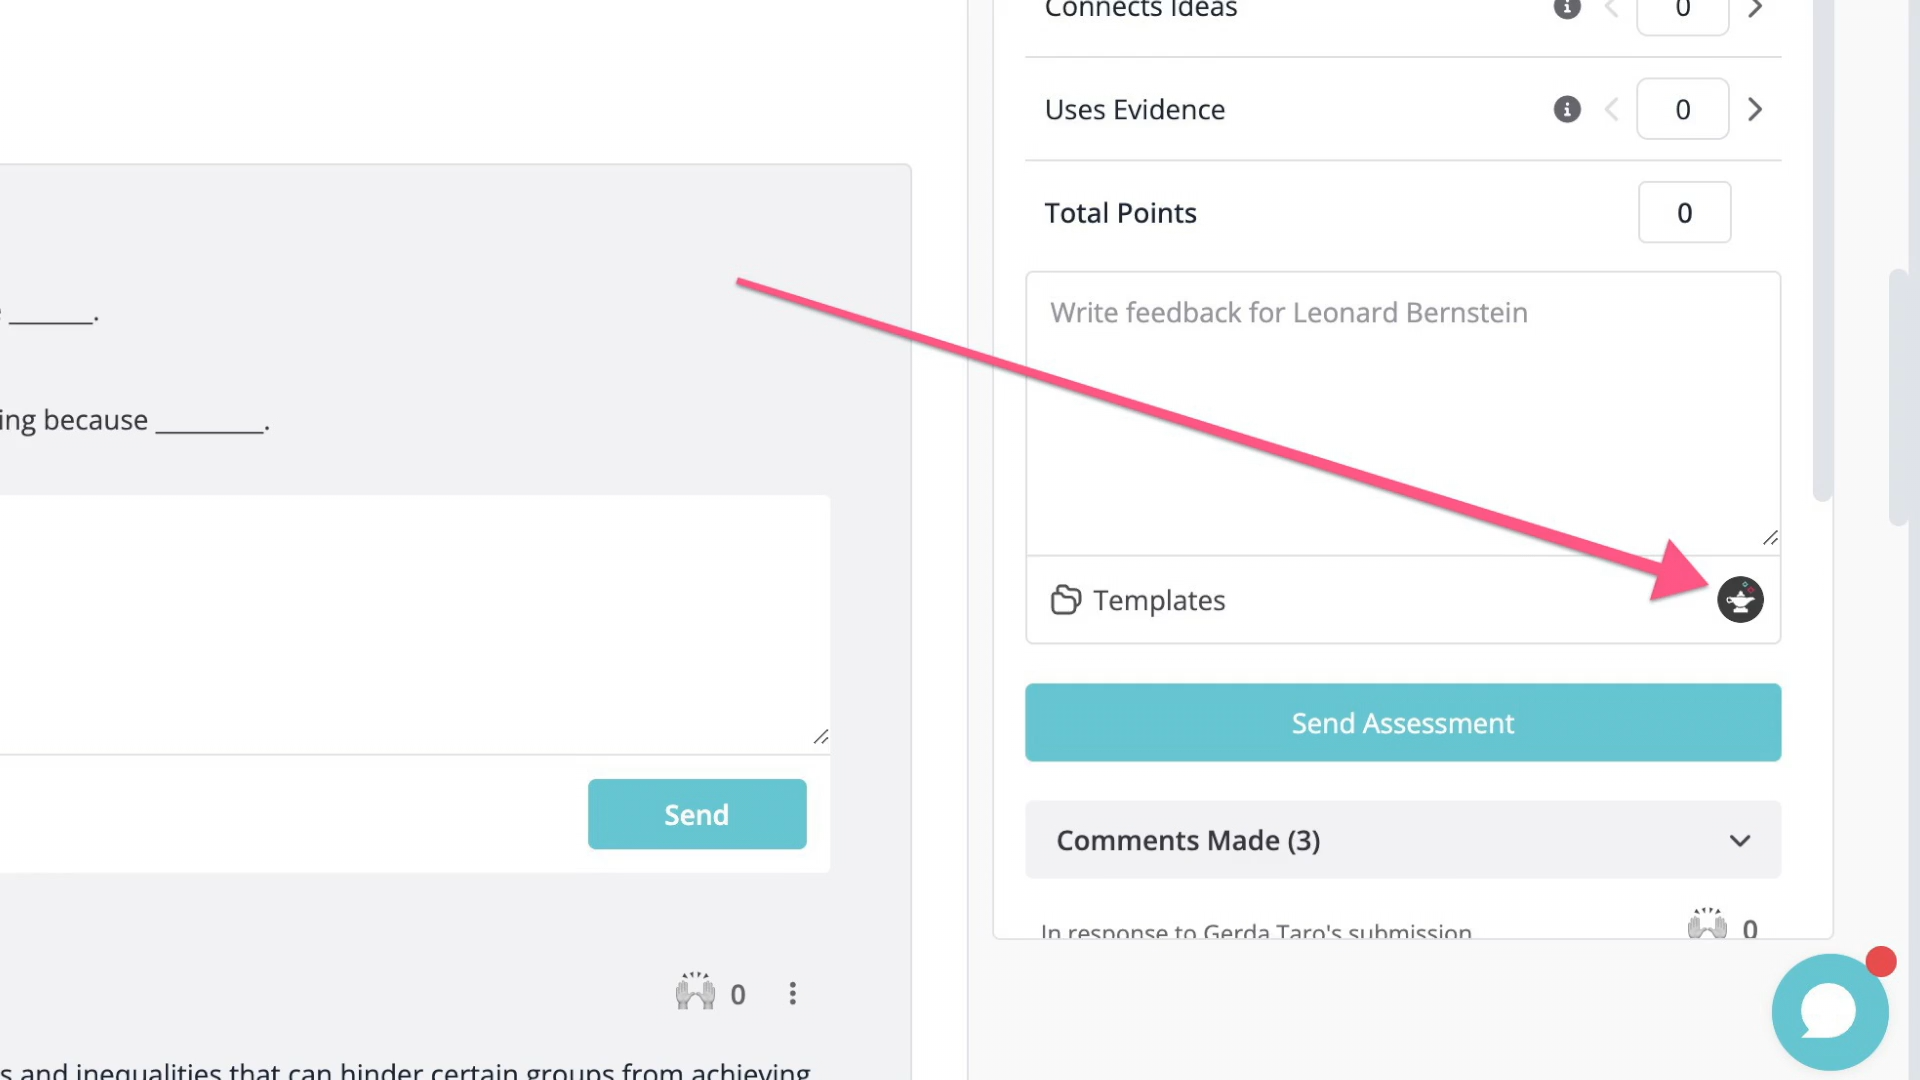 Connects Ideas
0
Uses Evidence
0
Total Points
0
Write feedback for Leonard Bernstein
______.
ing because ________.
Templates
Send Assessment
Send
Comments Made (3)
In response to Gerda Taro's submission
0
0
s and inequalities that can hinder certain groups from achieving